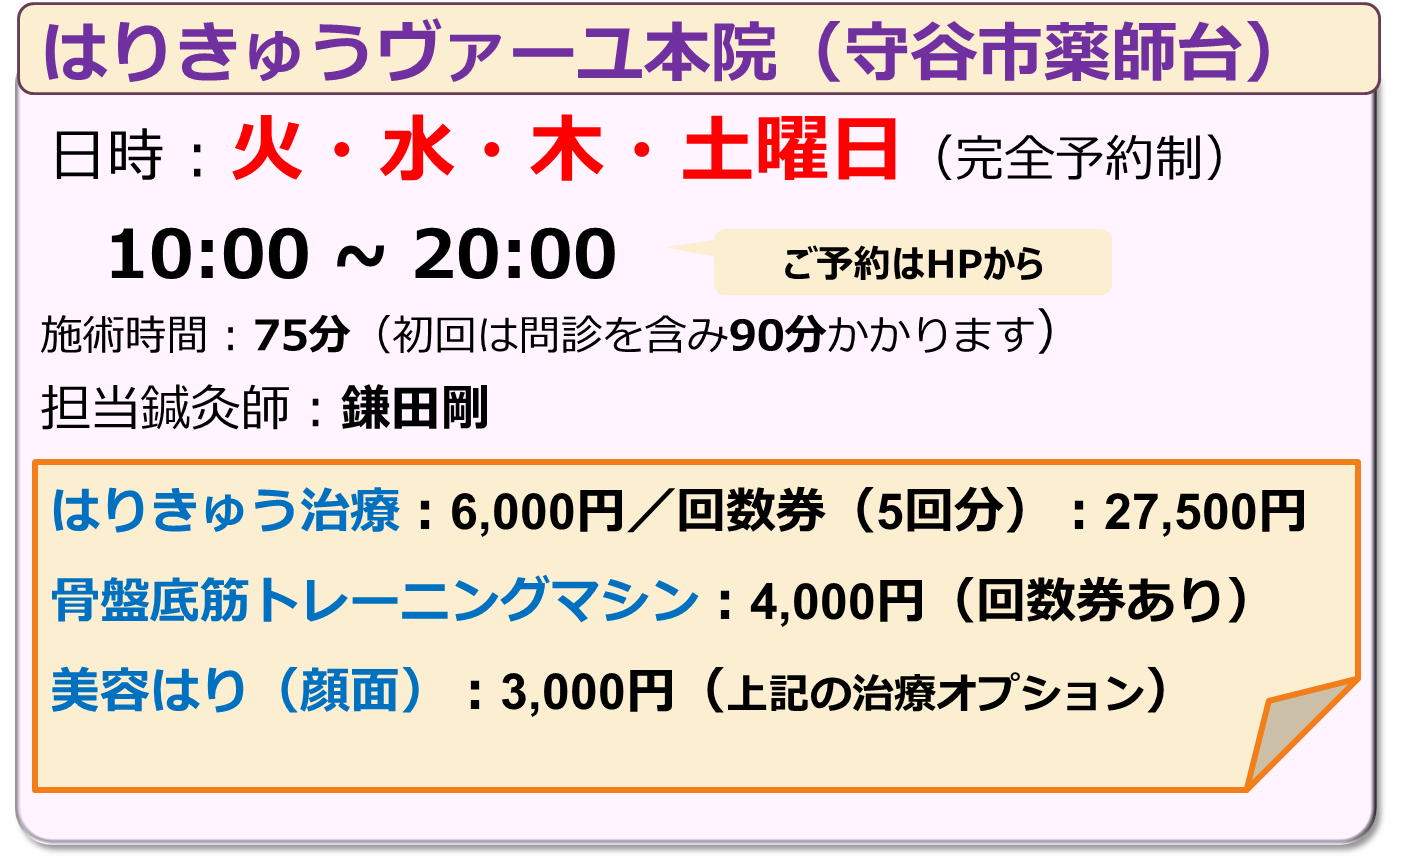 はりきゅうヴァーユ本院（守谷市薬師台）
日時：火・水・木・土曜日（完全予約制）
10:00 ~ 20:00
ご予約はHPから
施術時間：75分（初回は問診を含み90分かかります）
担当鍼灸師：鎌田剛
はりきゅう治療：6,000円／回数券（5回分）：27,500円
骨盤底筋トレーニングマシン：4,000円（回数券あり）
美容はり（顔面）：3,000円（上記の治療オプション）